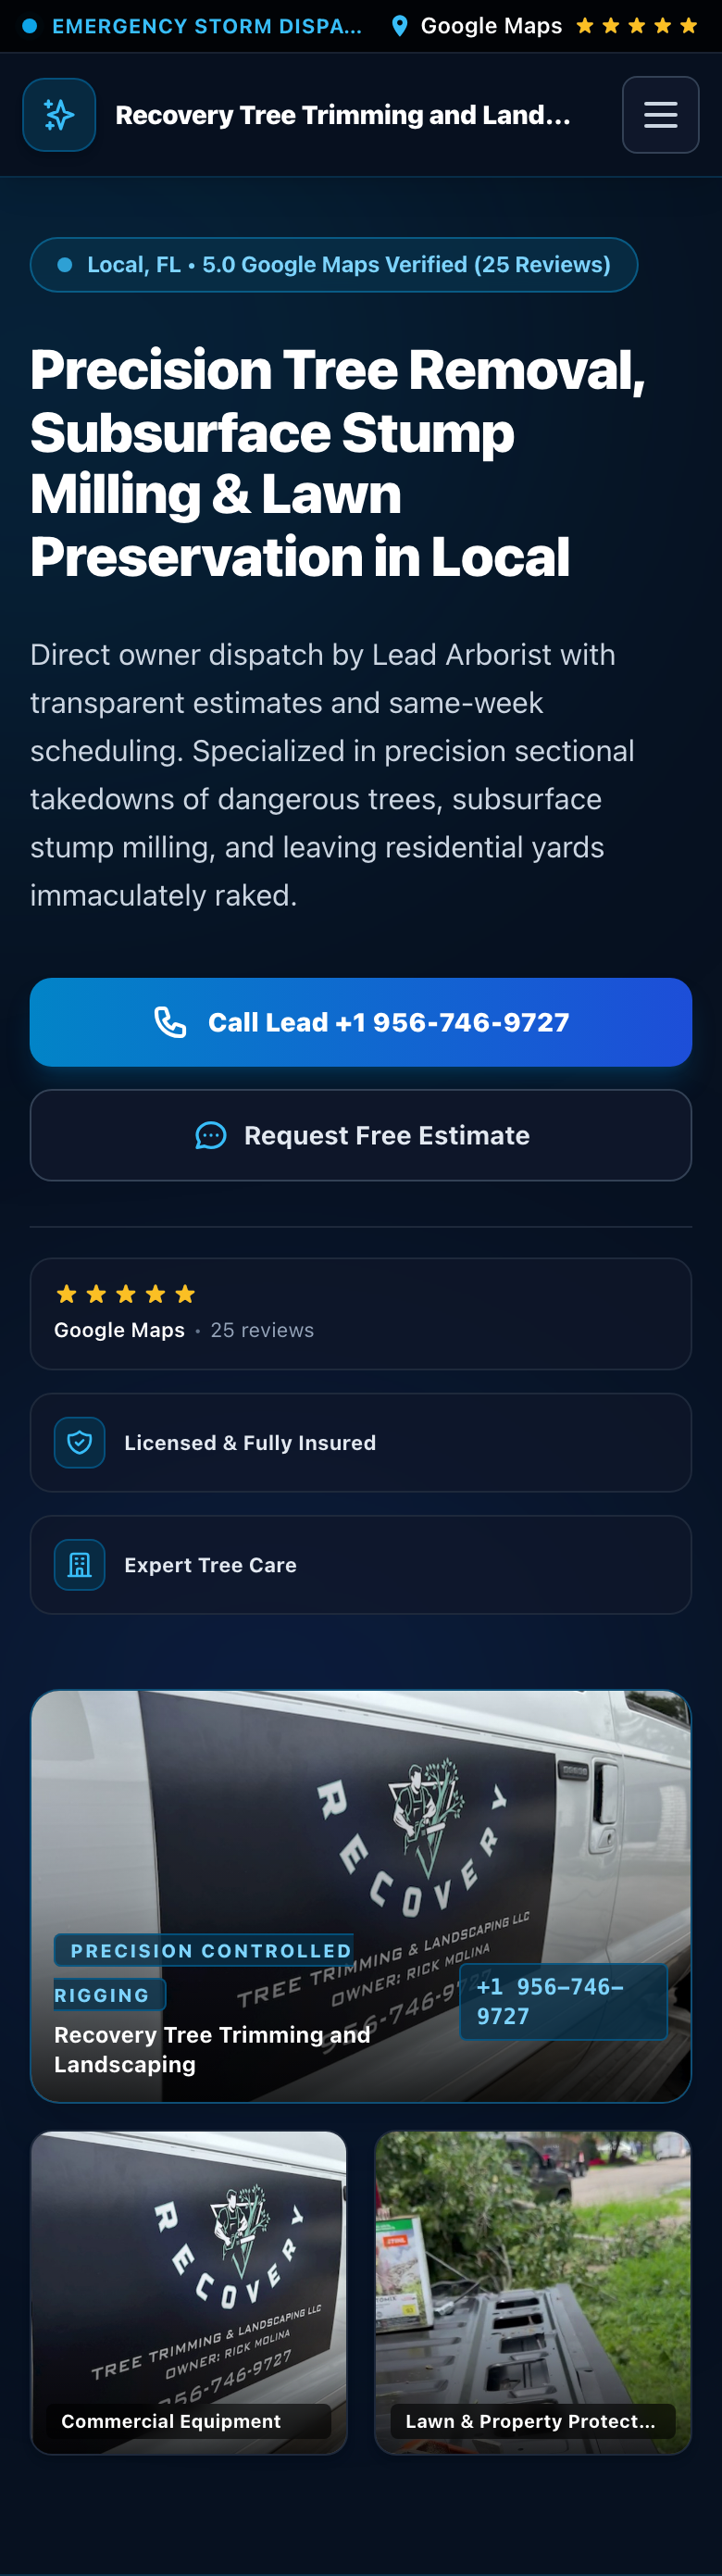 EMERGENCY STORM DISPA...
Google Maps
Recovery Tree Trimming and Land...
Local, FL • 5.0 Google Maps Verified (25 Reviews)
Precision Tree Removal,
Subsurface Stump
Milling & Lawn
Preservation in Local
Direct owner dispatch by Lead Arborist with
transparent estimates and same-week
scheduling. Specialized in precision sectional
takedowns of dangerous trees, subsurface
stump milling, and leaving residential yards
immaculately raked.
Call Lead +1 956-746-9727
Request Free Estimate
Google Maps • 25 reviews
Licensed & Fully Insured
Expert Tree Care
RECOVERY
TREE TRIMMING & LANDSCAPING LLC
OWNER: RICK MOLINA
956-746-97
PRECISION CONTROLLED
RIGGING
Recovery Tree Trimming and
Landscaping
+1 956-746-
9727
RECOVERY
TREE TRIMMING & LANDSCAPING LLC
OWNER: RICK MOLINA
956-746-9727
Commercial Equipment
STIHL
Lawn & Property Protect...